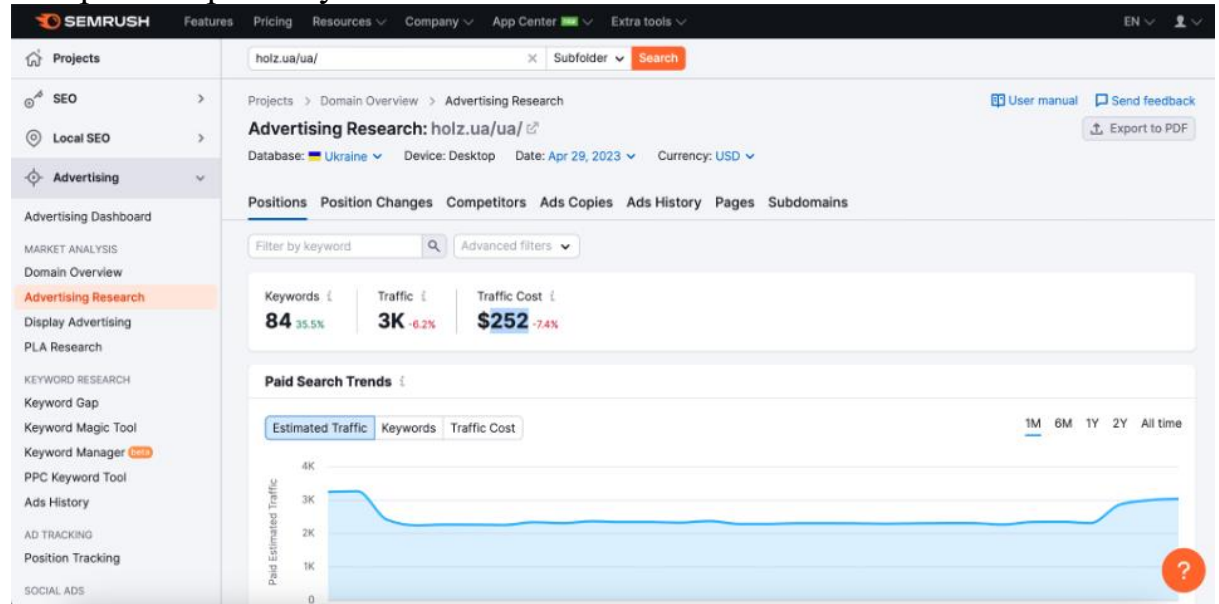 SEMRUSH Features Pricing Resources Company App Center Extra tools EN
Projects
holz.ua/ua/ × Subfolder Search
SEO
Local SEO
Advertising
Advertising Dashboard
MARKET ANALYSIS
Domain Overview
Advertising Research
Display Advertising
PLA Research
KEYWORD RESEARCH
Keyword Gap
Keyword Magic Tool
Keyword Manager beta
PPC Keyword Tool
Ads History
AD TRACKING
Position Tracking
SOCIAL ADS
Projects > Domain Overview > Advertising Research
User manual Send feedback
Advertising Research: holz.ua/ua/
Export to PDF
Database: Ukraine Device: Desktop Date: Apr 29, 2023 Currency: USD
Positions Position Changes Competitors Ads Copies Ads History Pages Subdomains
Filter by keyword Advanced filters
Keywords i Traffic i Traffic Cost i
84 35.5% 3K -6.2% $252 -7.4%
Paid Search Trends i
Estimated Traffic Keywords Traffic Cost
1M 6M 1Y 2Y All time
Paid Estimated Traffic
4K
3K
2K
1K
0
?